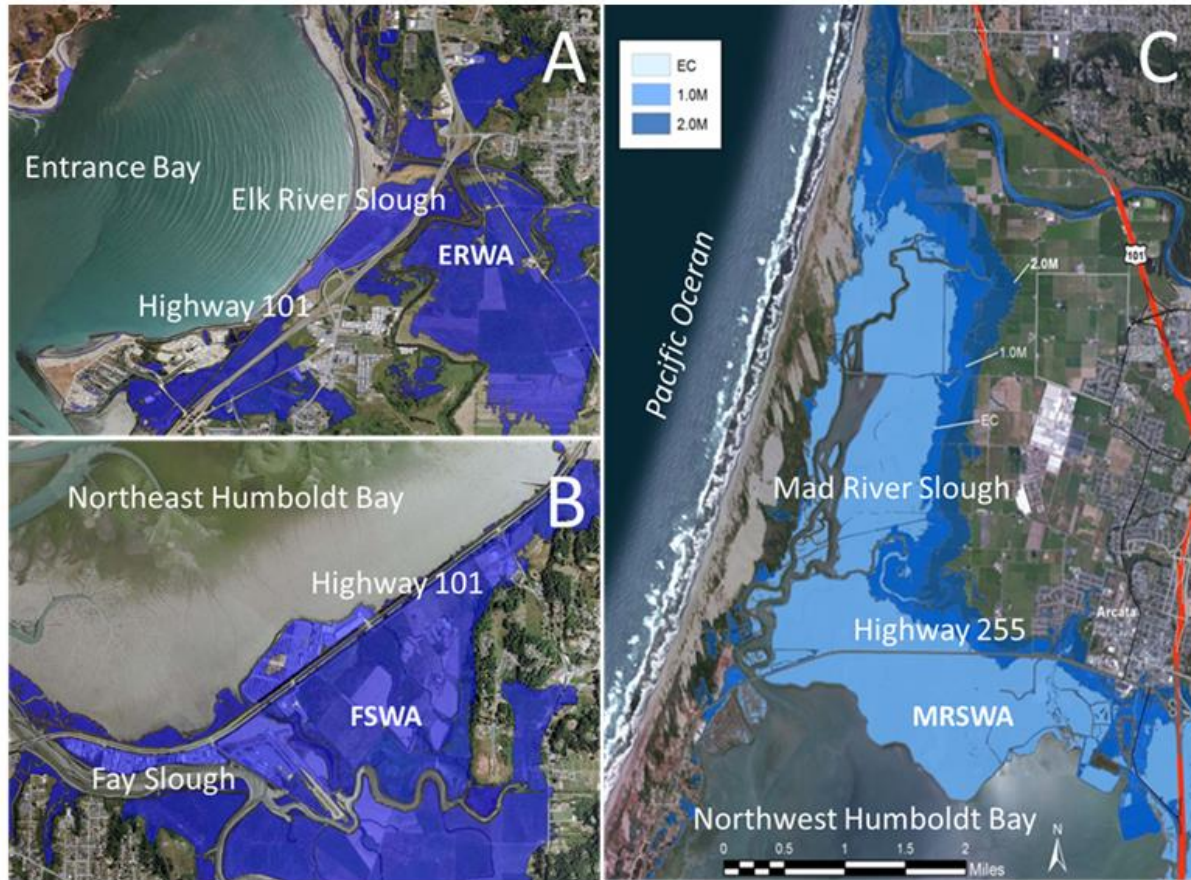 A
Entrance Bay
Elk River Slough
ERWA
Highway 101
B
Northeast Humboldt Bay
Highway 101
FSWA
Fay Slough
C
EC
1.0M
2.0M
101
2.0M
Pacific Oceran
1.0M
EC
Mad River Slough
Arcata
Highway 255
MRSWA
Northwest Humboldt Bay
N
0 0.5 1 1.5 2
Miles